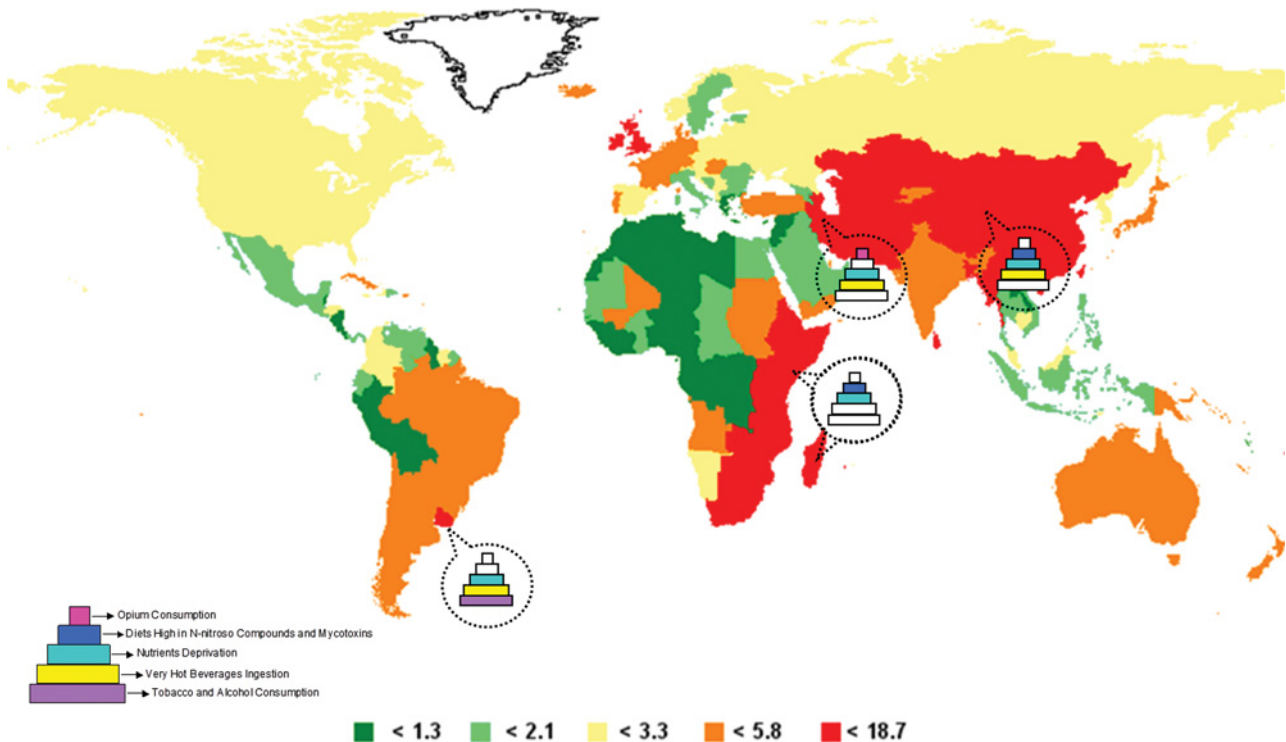 Opium Consumption
Diets High in N-nitroso Compounds and Mycotoxins
Nutrients Deprivation
Very Hot Beverages Ingestion
Tobacco and Alcohol Consumption
< 1.3 < 2.1 < 3.3 < 5.8 < 18.7